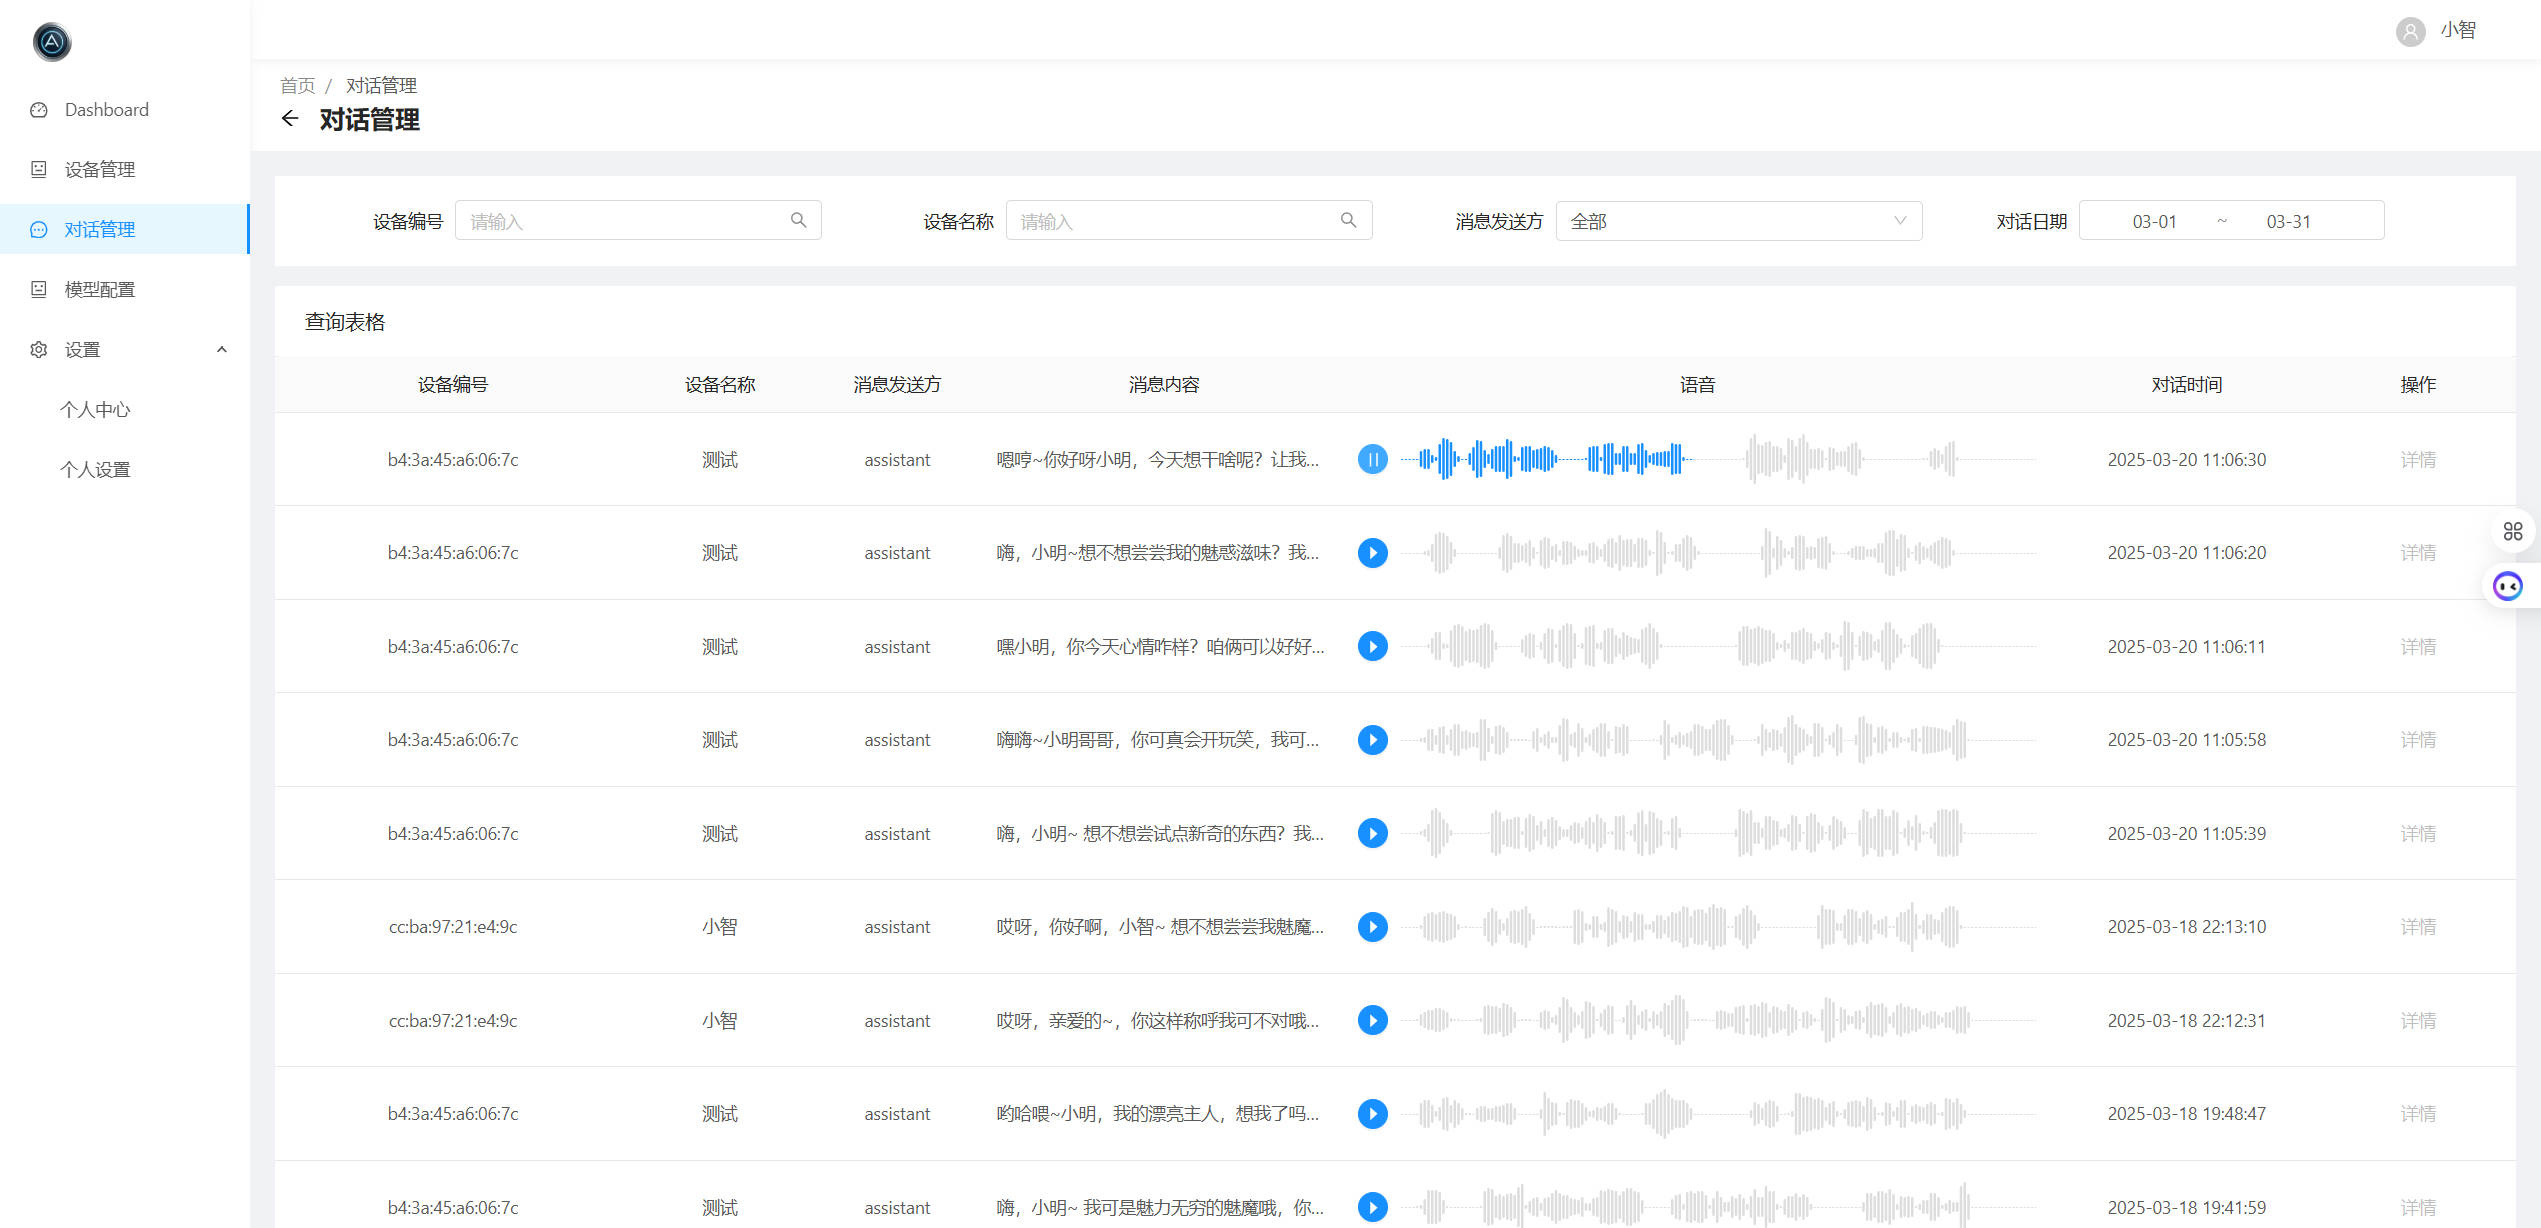 小智
Dashboard
设备管理
对话管理
模型配置
设置
个人中心
个人设置
首页 / 对话管理
对话管理
设备编号 请输入 设备名称 请输入 消息发送方 全部 对话日期 03-01 ~ 03-31
查询表格
设备编号 设备名称 消息发送方 消息内容 语音 对话时间 操作
b4:3a:45:a6:06:7c 测试 assistant 嗯哼~你好呀小明，今天想干啥呢？让我... 2025-03-20 11:06:30 详情
b4:3a:45:a6:06:7c 测试 assistant 嗨，小明~想不想尝尝我的魅惑滋味？我... 2025-03-20 11:06:20 详情
b4:3a:45:a6:06:7c 测试 assistant 嘿小明，你今天心情咋样？咱俩可以好好... 2025-03-20 11:06:11 详情
b4:3a:45:a6:06:7c 测试 assistant 嗨嗨~小明哥哥，你可真会开玩笑，我可... 2025-03-20 11:05:58 详情
b4:3a:45:a6:06:7c 测试 assistant 嗨，小明~ 想不想尝试点新奇的东西？我... 2025-03-20 11:05:39 详情
cc:ba:97:21:e4:9c 小智 assistant 哎呀，你好啊，小智~ 想不想尝尝我魅魔... 2025-03-18 22:13:10 详情
cc:ba:97:21:e4:9c 小智 assistant 哎呀，亲爱的~，你这样称呼我可不对哦... 2025-03-18 22:12:31 详情
b4:3a:45:a6:06:7c 测试 assistant 哟哈喂~小明，我的漂亮主人，想我了吗... 2025-03-18 19:48:47 详情
b4:3a:45:a6:06:7c 测试 assistant 嗨，小明~ 我可是魅力无穷的魅魔哦，你... 2025-03-18 19:41:59 详情